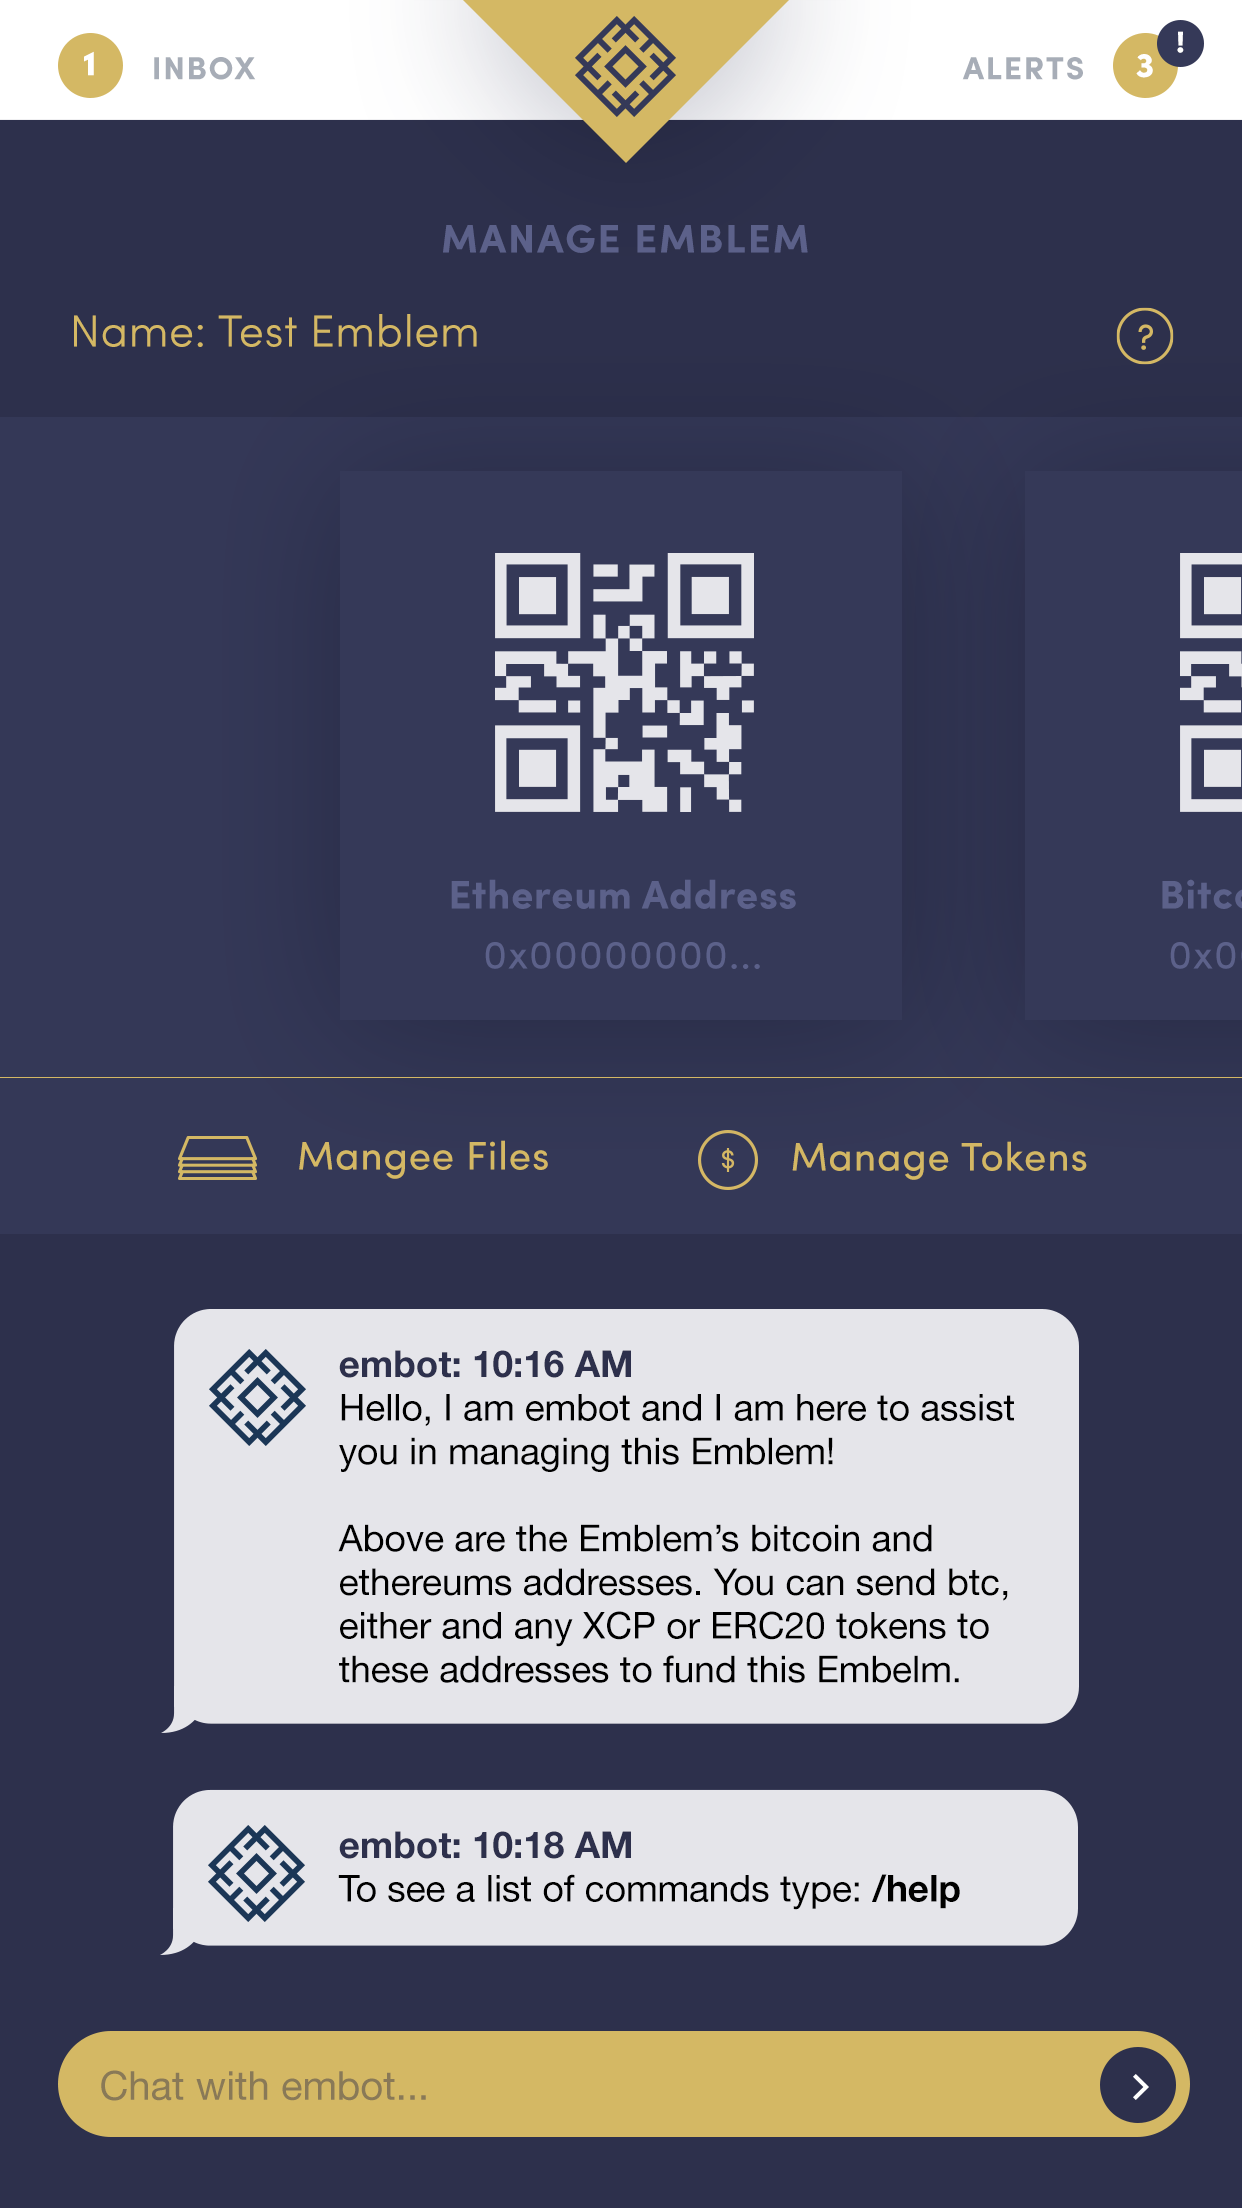 1 INBOX ALERTS 3 !
MANAGE EMBLEM
Name: Test Emblem ?
Ethereum Address
0x00000000...
$ 
Mangee Files Manage Tokens
embot: 10:16 AM
Hello, I am embot and I am here to assist
you in managing this Emblem!
Above are the Emblem’s bitcoin and
ethereums addresses. You can send btc,
either and any XCP or ERC20 tokens to
these addresses to fund this Embelm.
embot: 10:18 AM
To see a list of commands type: /help
Chat with embot...